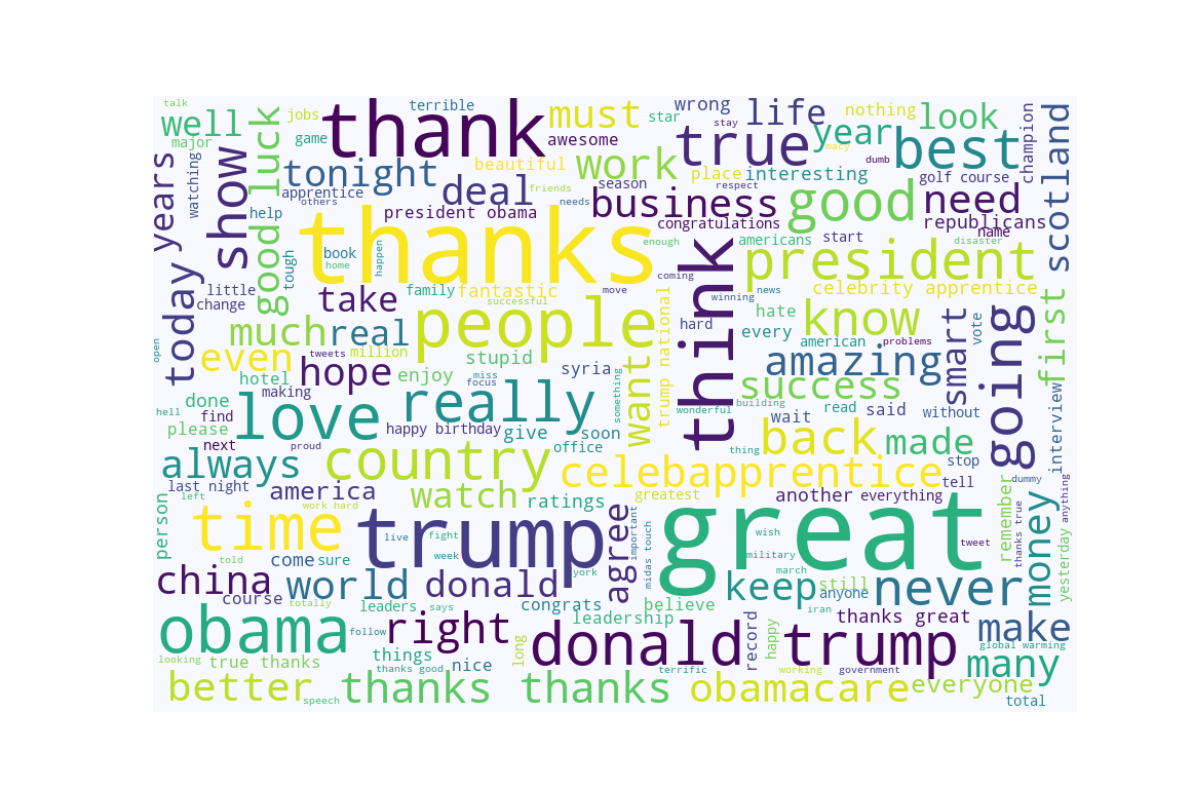 talk
terrible
wrong
life
nothing
well
jobs
thank
must
star
year
look
champion
scotland
luck
game
awesome
stay
true
macy
best
major
watching
show
tonight
beautiful
work
dumb
place
interesting
golf course
years
apprentice
deal
friends
season
respect
good
need
others
president obama
needs
business
congratulations
republicans
name
help
good
thanks
enough
think
americans
start
disaster
tough
book
happen
home
coming
president
today
little
change
take
family
fantastic
successful
move
trump national
winning
news
celebrity apprentice
first
much
real
people
hard
hate
every
know
smart
vote
going
open
even
tweets
million
stupid
syria
want
american
problems
amazing
hotel
hope
enjoy
miss
focus
something
success
done
making
love
really
wonderful
building
read
said
without
interview
hell
find
please
wait
next
proud
happy birthday
give
soon
office
thing
back
made
always
country
celebapprentice
stop
last night
america
watch
ratings
greatest
another
everything
tell
dummy
remember
anything
left
work hard
person
time
trump
live
fight
agree
important
great
wish
tweet
thanks true
money
yesterday
told
come
sure
week
york
midas touch
military
march
china
world
donald
keep
still
anyone
never
course
totally
leaders
says
congrats
believe
iran
leadership
thanks great
obama
follow
right
long
donald trump
record
happy
make
global warming
looking
true thanks
things
thanks good
nice
terrific
working
government
many
better
speech
thanks thanks
obamacare
everyone
total